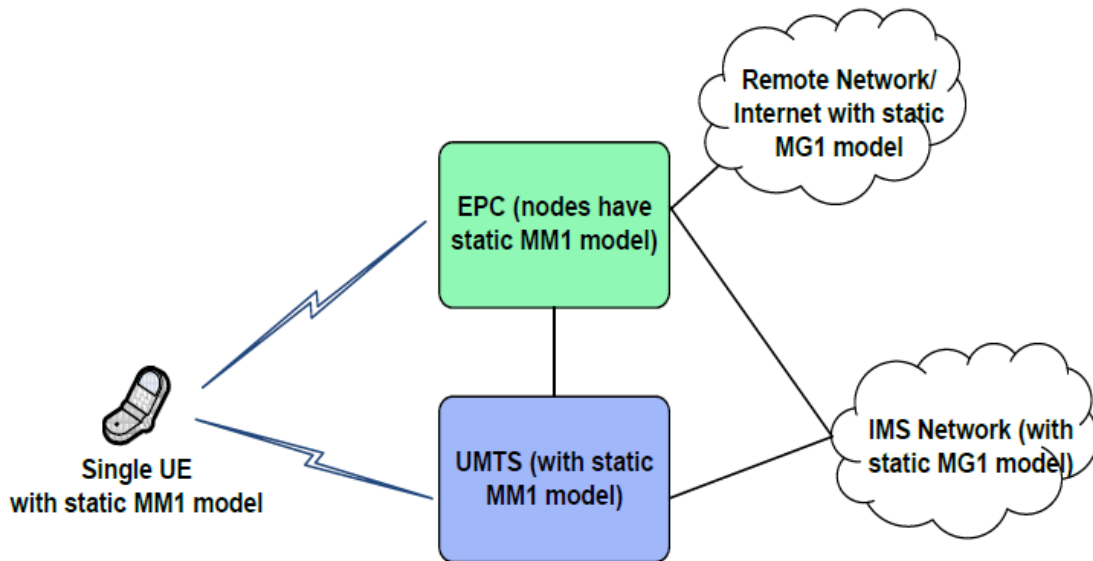 Remote Network/
Internet with static
MG1 model
EPC (nodes have
static MM1 model)
Single UE
with static MM1 model
UMTS (with static
MM1 model)
IMS Network (with
static MG1 model)